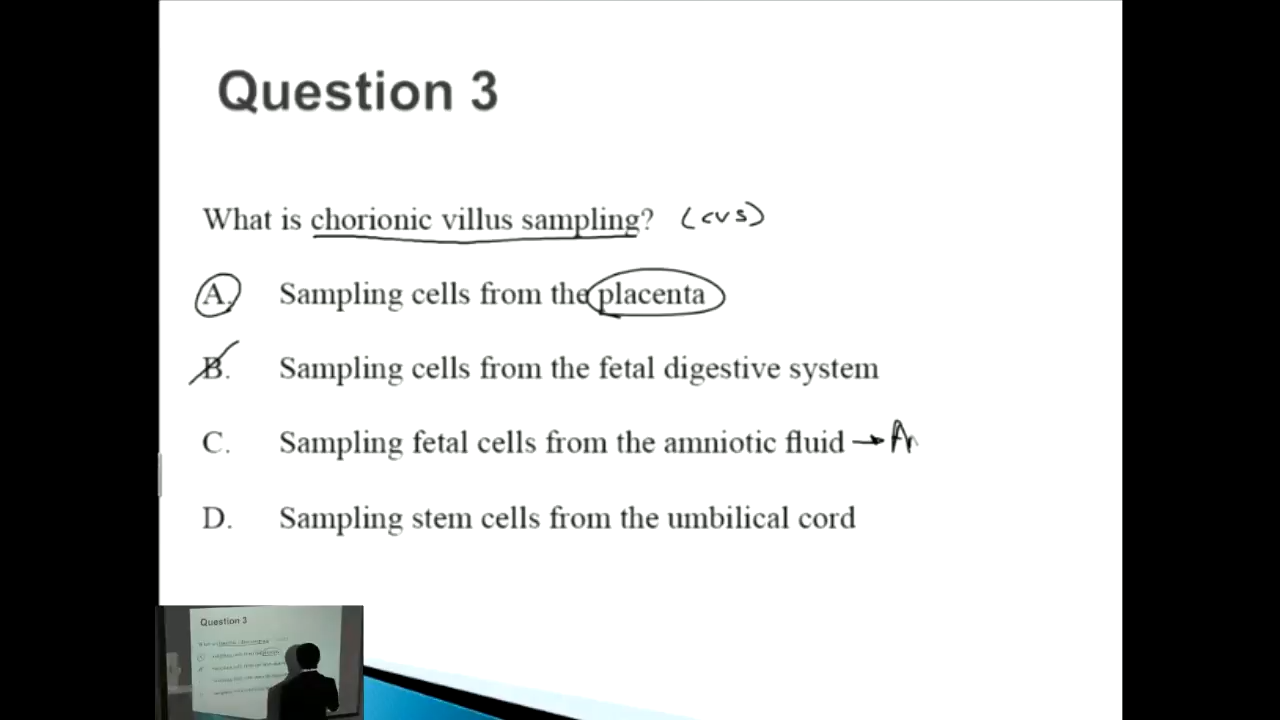 Question 3
What is chorionic villus sampling? (cvs)
A. Sampling cells from the placenta
B. Sampling cells from the fetal digestive system
C. Sampling fetal cells from the amniotic fluid → An
D. Sampling stem cells from the umbilical cord
Question 3